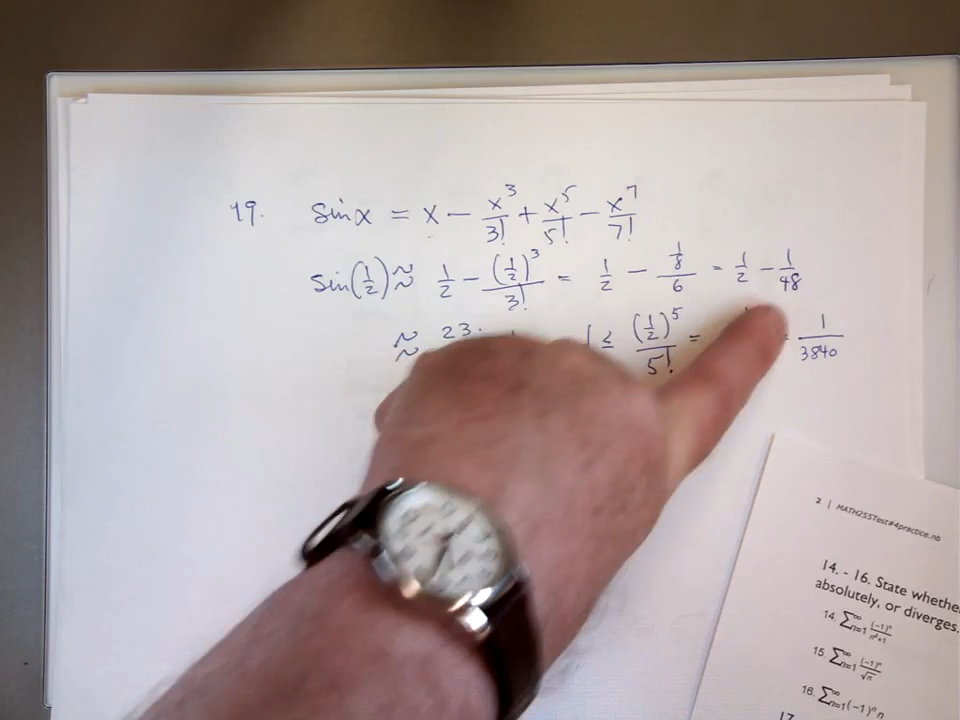 19. sin x = x − x³/3! + x⁵/5! − x⁷/7!
sin(1/2) ≈ 1/2 − (1/2)³/3! = 1/2 − (1/8)/6 = 1/2 − 1/48
≈ 23 ≤ (1/2)⁵/5! = = 1/3840
2 | MATH255Test#4practice.nb
14. - 16. State whethe
absolutely, or diverges.
14. ∑_{n=1}^{∞} (-1)ⁿ/(n²+1)
15. ∑_{n=1}^{∞} (-1)ⁿ/√n
16. ∑_{n=1}^{∞} (-1)ⁿ n
17.